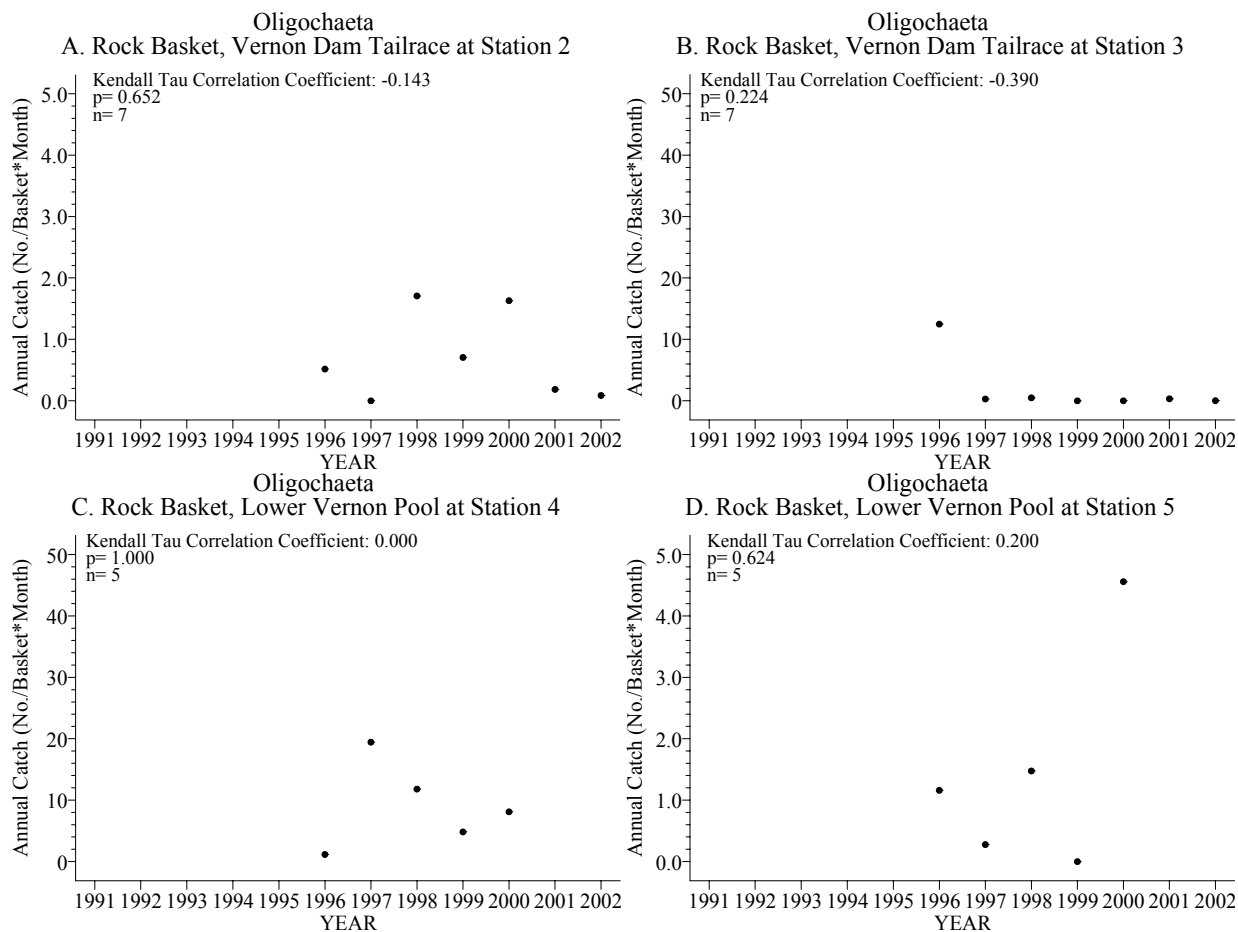 Oligochaeta
A. Rock Basket, Vernon Dam Tailrace at Station 2
Kendall Tau Correlation Coefficient: -0.143
p= 0.652
n= 7
Annual Catch (No./Basket*Month)
5.0
4.0
3.0
2.0
1.0
0.0
1991 1992 1993 1994 1995 1996 1997 1998 1999 2000 2001 2002
YEAR
Oligochaeta
B. Rock Basket, Vernon Dam Tailrace at Station 3
Kendall Tau Correlation Coefficient: -0.390
p= 0.224
n= 7
Annual Catch (No./Basket*Month)
50
40
30
20
10
0
1991 1992 1993 1994 1995 1996 1997 1998 1999 2000 2001 2002
YEAR
Oligochaeta
C. Rock Basket, Lower Vernon Pool at Station 4
Kendall Tau Correlation Coefficient: 0.000
p= 1.000
n= 5
Annual Catch (No./Basket*Month)
50
40
30
20
10
0
1991 1992 1993 1994 1995 1996 1997 1998 1999 2000 2001 2002
YEAR
Oligochaeta
D. Rock Basket, Lower Vernon Pool at Station 5
Kendall Tau Correlation Coefficient: 0.200
p= 0.624
n= 5
Annual Catch (No./Basket*Month)
5.0
4.0
3.0
2.0
1.0
0.0
1991 1992 1993 1994 1995 1996 1997 1998 1999 2000 2001 2002
YEAR